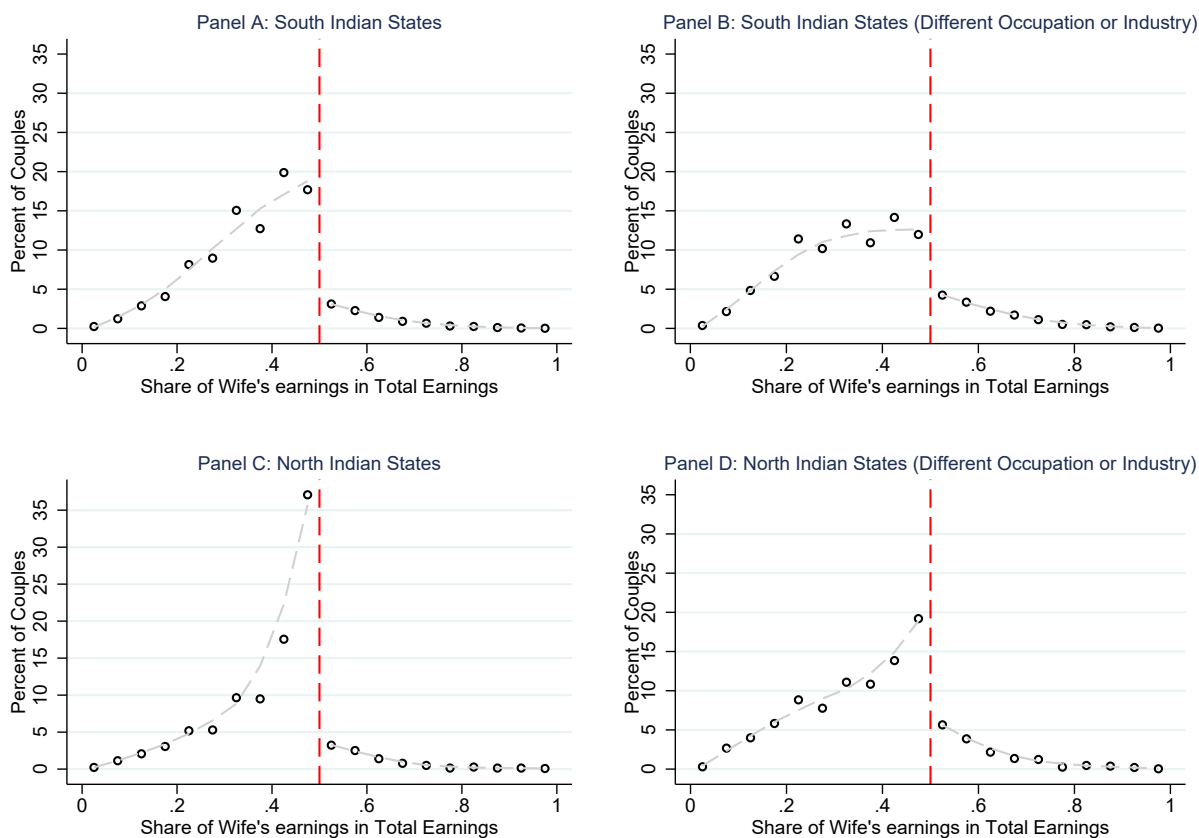 Panel A: South Indian States
Percent of Couples
35
30
25
20
15
10
5
0
0 .2 .4 .6 .8 1
Share of Wife's earnings in Total Earnings
Panel B: South Indian States (Different Occupation or Industry)
Percent of Couples
35
30
25
20
15
10
5
0
0 .2 .4 .6 .8 1
Share of Wife's earnings in Total Earnings
Panel C: North Indian States
Percent of Couples
35
30
25
20
15
10
5
0
0 .2 .4 .6 .8 1
Share of Wife's earnings in Total Earnings
Panel D: North Indian States (Different Occupation or Industry)
Percent of Couples
35
30
25
20
15
10
5
0
0 .2 .4 .6 .8 1
Share of Wife's earnings in Total Earnings